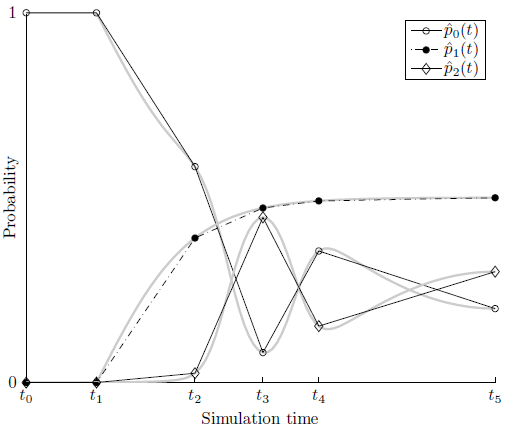 1
p̂₀(t)
p̂₁(t)
p̂₂(t)
Probability
0
t₀ t₁ t₂ t₃ t₄ t₅
Simulation time